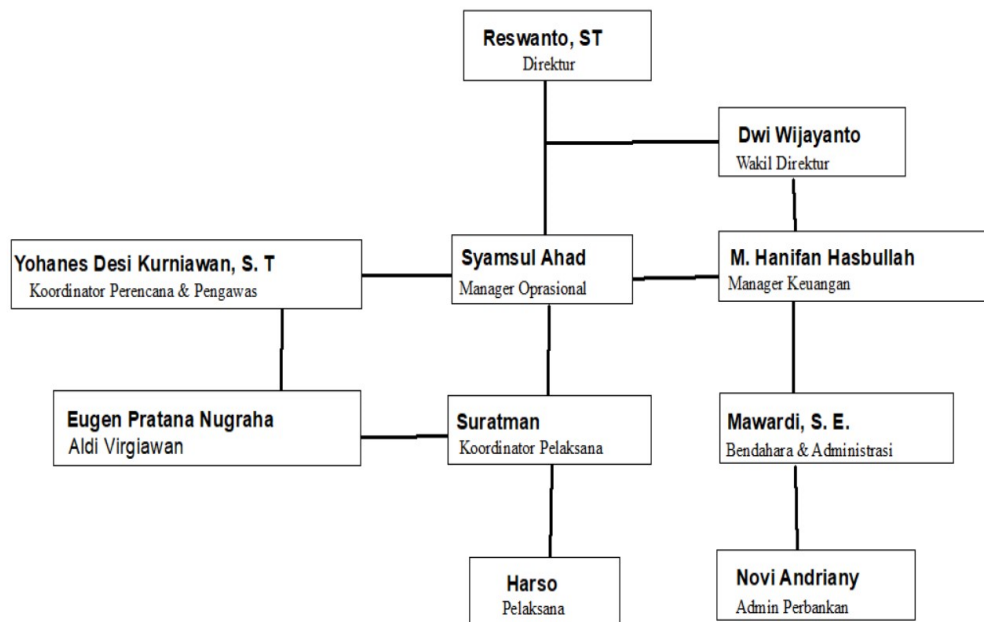 Reswanto, ST
Direktur
Dwi Wijayanto
Wakil Direktur
Yohanes Desi Kurniawan, S. T
Koordinator Perencana & Pengawas
Syamsul Ahad
Manager Oprasional
M. Hanifan Hasbullah
Manager Keuangan
Eugen Pratana Nugraha
Aldi Virgiawan
Suratman
Koordinator Pelaksana
Mawardi, S. E.
Bendahara & Administrasi
Harso
Pelaksana
Novi Andriany
Admin Perbankan